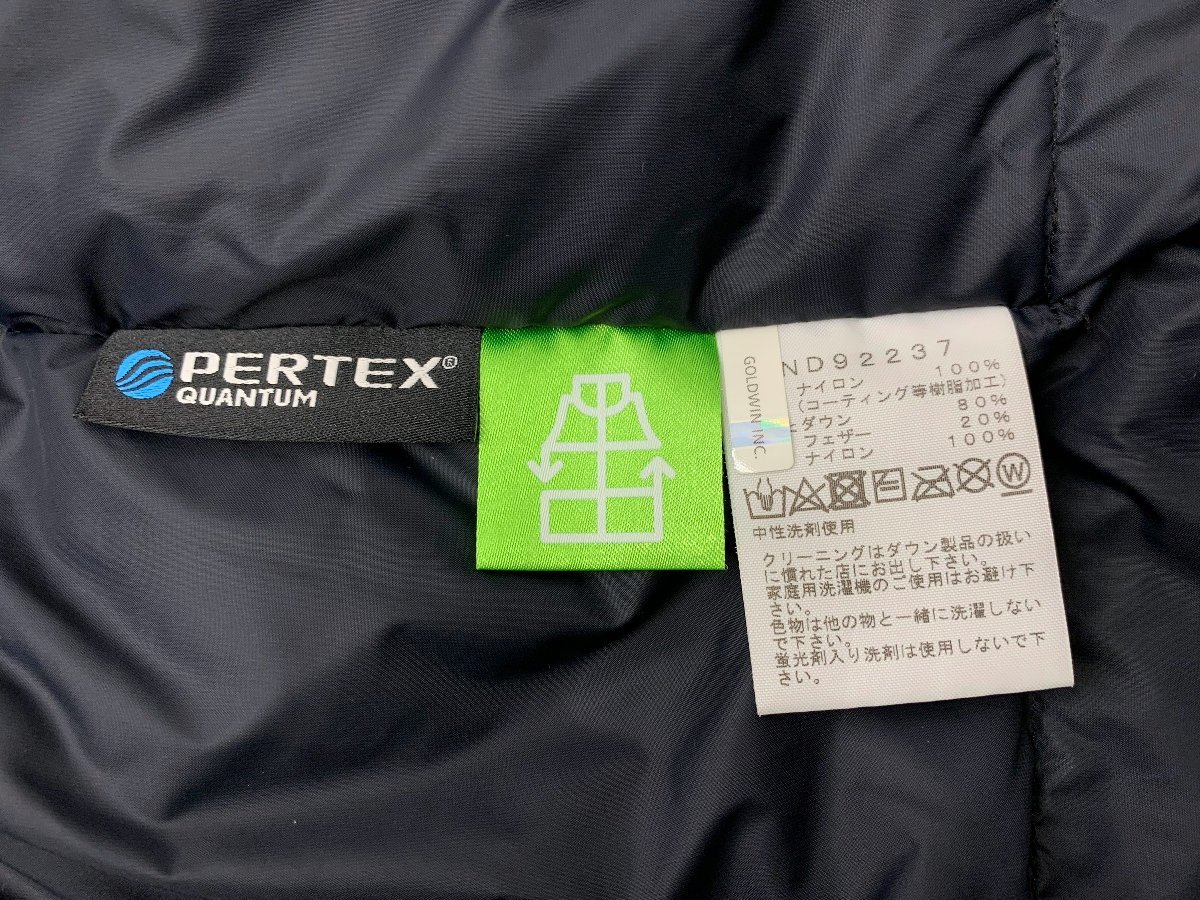 PERTEX®
QUANTUM
GOLDWIN INC.
ND92237
ナイロン 100%
(コーティング等樹脂加工)
ダウン 80%
フェザー 20%
ナイロン 100%
W
中性洗剤使用
クリーニングはダウン製品の扱い
に慣れた店にお出し下さい。
家庭用洗濯機のご使用はお避け下
さい。
色物は他の物と一緒に洗濯しない
で下さい。
蛍光剤入り洗剤は使用しないで下
さい。